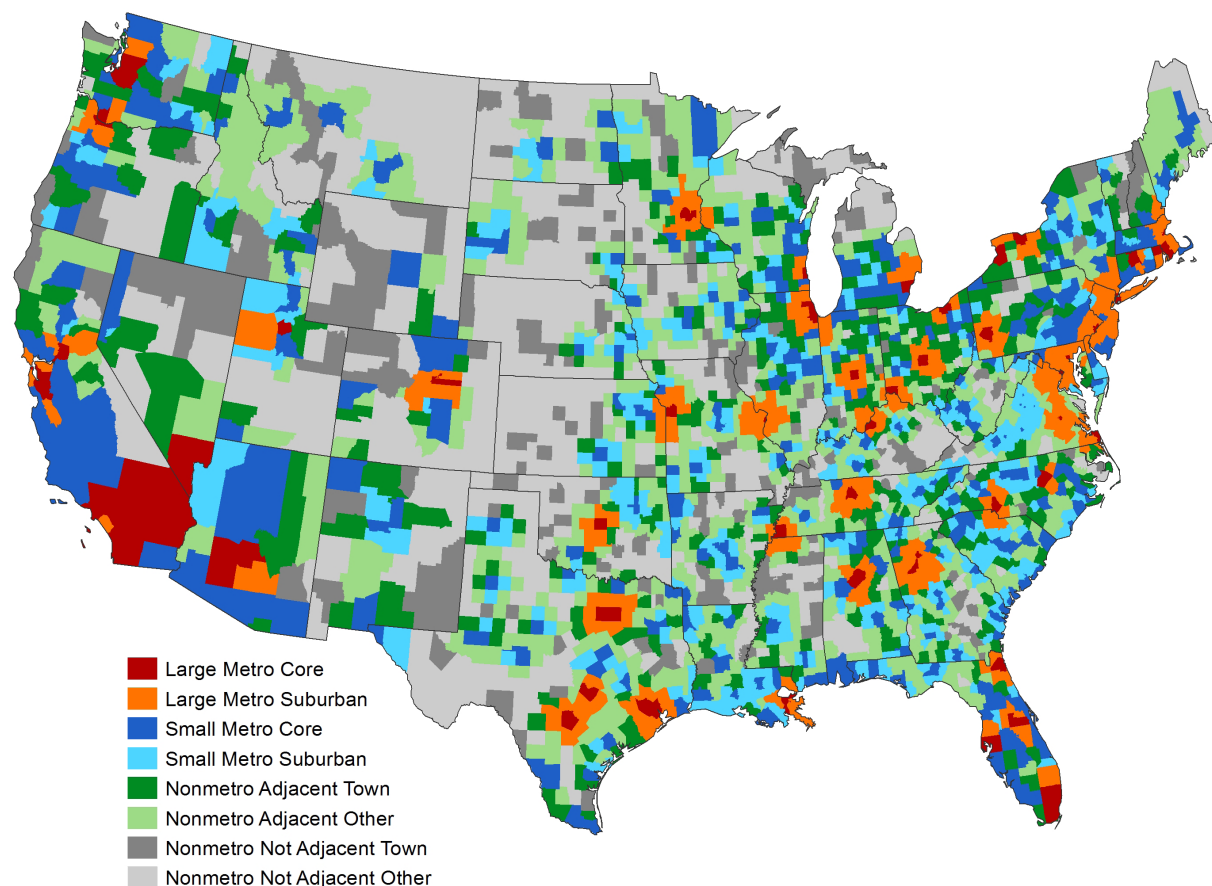 Large Metro Core
Large Metro Suburban
Small Metro Core
Small Metro Suburban
Nonmetro Adjacent Town
Nonmetro Adjacent Other
Nonmetro Not Adjacent Town
Nonmetro Not Adjacent Other